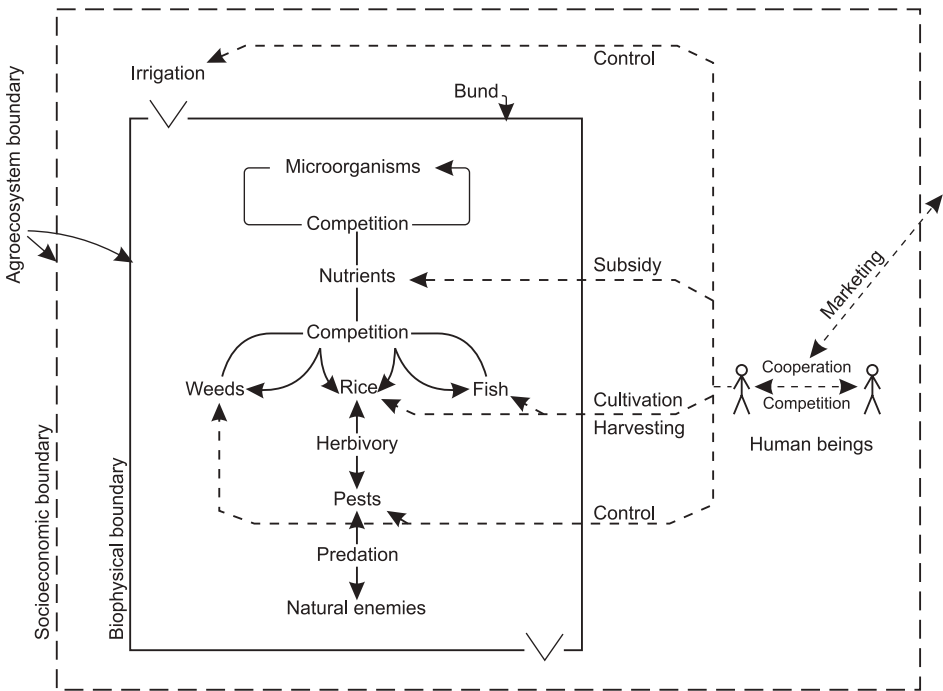 Control
Irrigation
Bund
Agroecosystem boundary
Microorganisms
Competition
Nutrients
Subsidy
Marketing
Competition
Weeds
Rice
Fish
Cooperation
Competition
Cultivation
Harvesting
Human beings
Herbivory
Pests
Control
Predation
Natural enemies
Socioeconomic boundary
Biophysical boundary